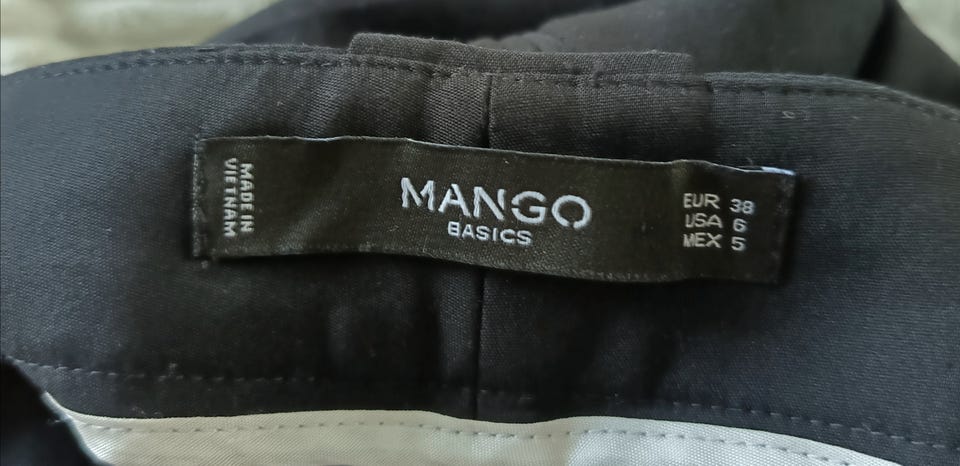 MADE IN
VIETNAM
MANGO
BASICS
EUR 38
USA 6
MEX 5